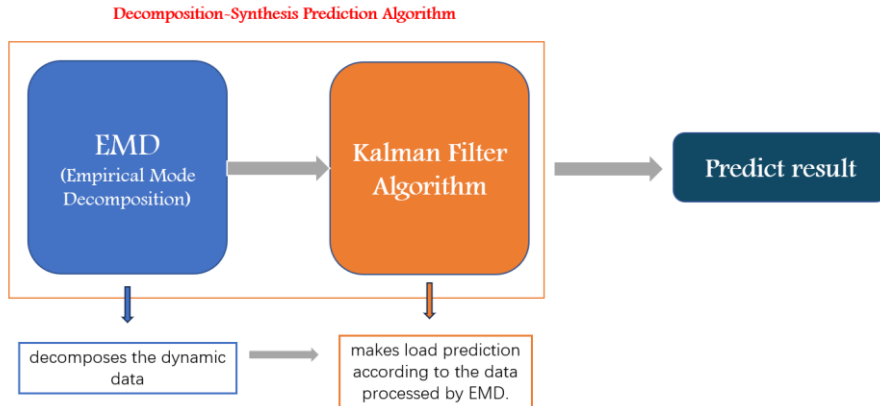 Decomposition-Synthesis Prediction Algorithm
EMD
(Empirical Mode
Decomposition)
Kalman Filter
Algorithm
Predict result
decomposes the dynamic
data
makes load prediction
according to the data
processed by EMD.